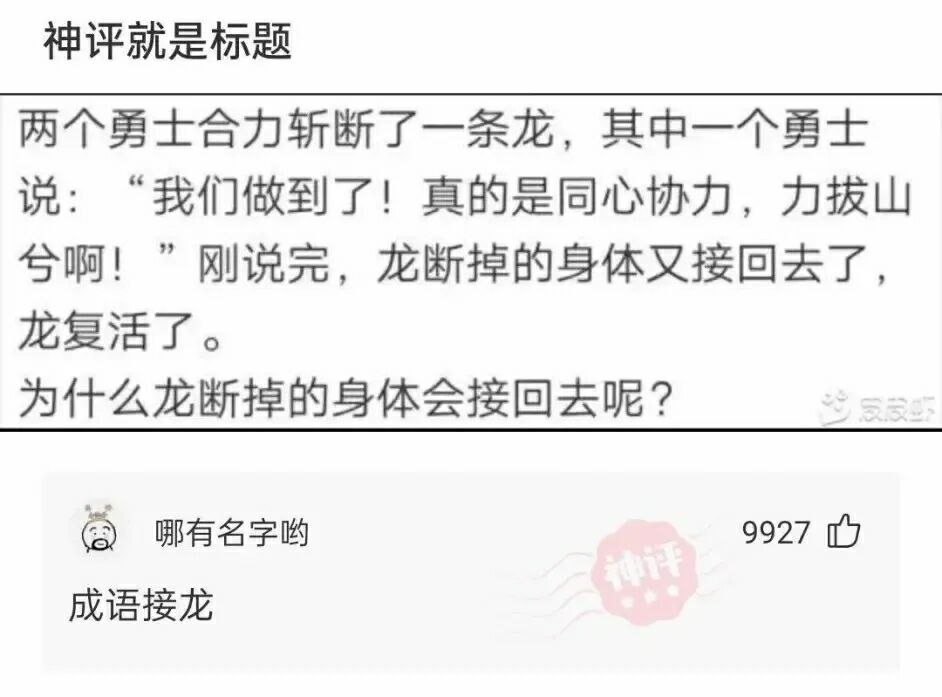 神评就是标题
两个勇士合力斩断了一条龙，其中一个勇士
说：“我们做到了！真的是同心协力，力拔山
兮啊！”刚说完，龙断掉的身体又接回去了，
龙复活了。
为什么龙断掉的身体会接回去呢？
皮皮虾
哪有名字哟
9927
神评
成语接龙